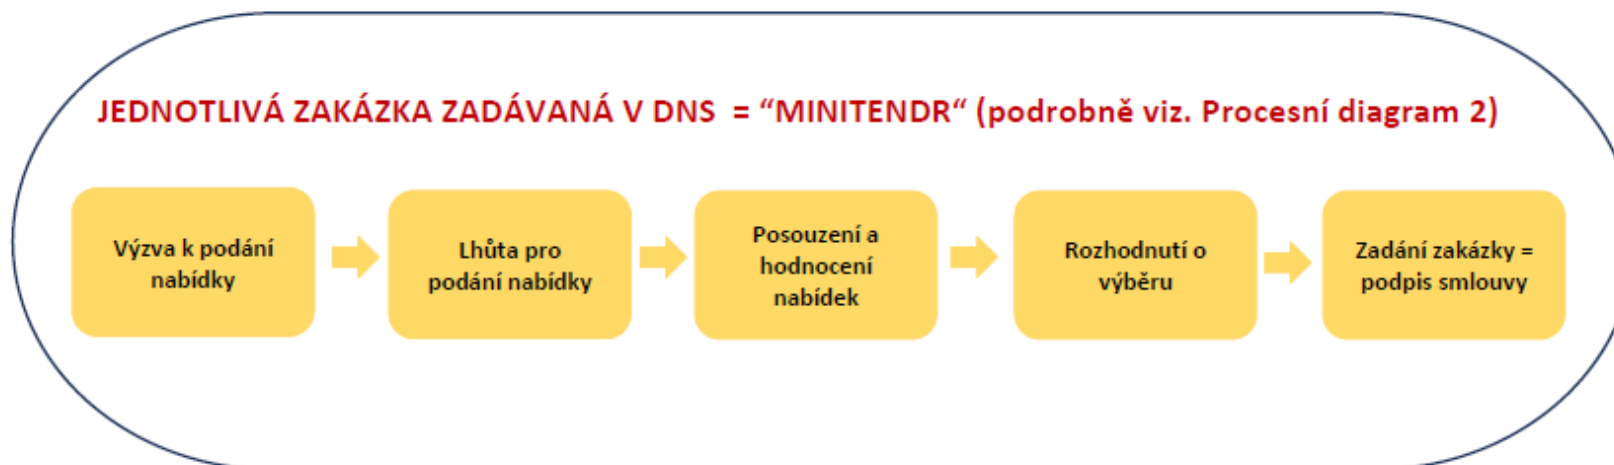 JEDNOTLIVÁ ZAKÁZKA ZADÁVANÁ V DNS = “MINITENDR“ (podrobně viz. Procesní diagram 2)
Výzva k podání
nabídky
Lhůta pro
podání nabídky
Posouzení a
hodnocení
nabídek
Rozhodnutí o
výběru
Zadání zakázky =
podpis smlouvy